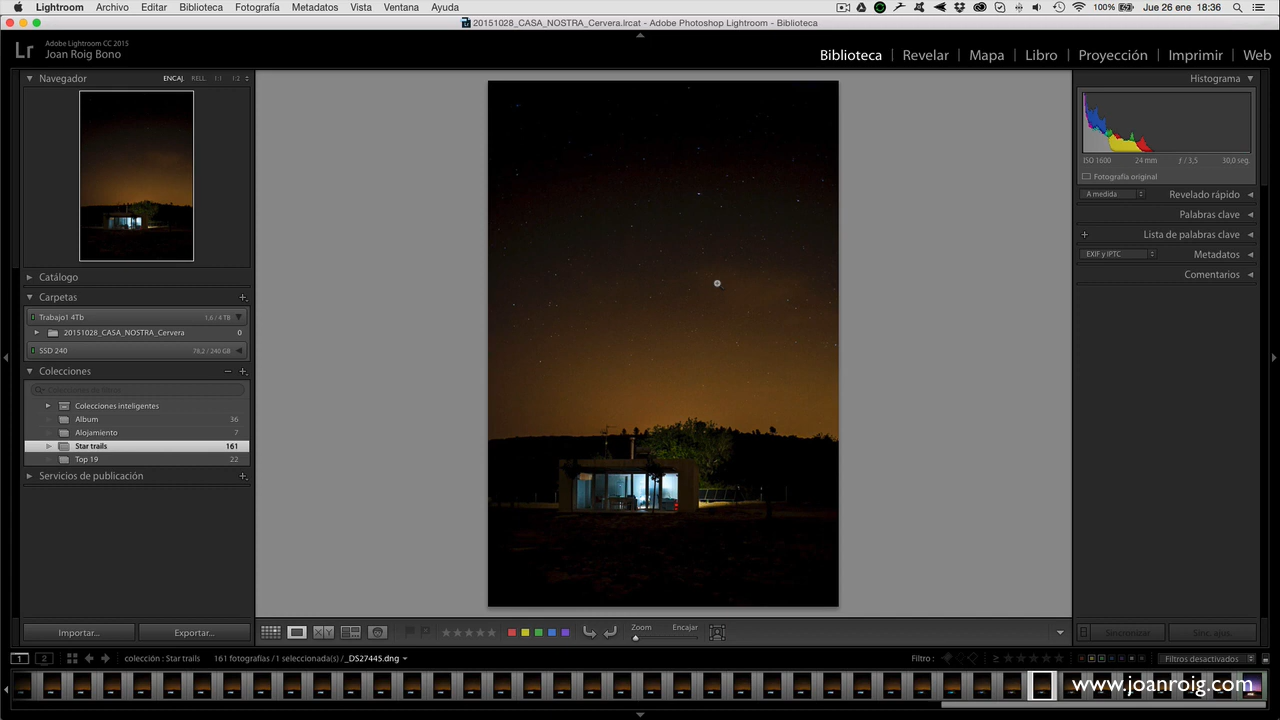 Lightroom Archivo Editar Biblioteca Fotografía Metadatos Vista Ventana Ayuda 100% Jue 26 ene 18:36
20151028_CASA_NOSTRA_Cervera.lrcat - Adobe Photoshop Lightroom - Biblioteca
Lr Adobe Lightroom CC 2015
Joan Roig Bono
Biblioteca | Revelar | Mapa | Libro | Proyección | Imprimir | Web
Navegador ENCAJ. RELL. 1:1 1:2
Histograma
ISO 1600 24 mm ƒ / 3,5 30,0 seg.
Fotografía original
A medida Revelado rápido
Palabras clave
Lista de palabras clave
EXIF y IPTC Metadatos
Comentarios
Catálogo
Carpetas
Trabajo1 4Tb 1,6 / 4 TB
20151028_CASA_NOSTRA_Cervera 0
SSD 240 78,2 / 240 GB
Colecciones
Colecciones inteligentes
Album 36
Alojamiento 7
Star trails 161
Top 19 22
Servicios de publicación
Importar... Exportar...
XY Zoom Encajar
Sincronizar Sinc. ajus.
1 2 colección : Star trails 161 fotografías / 1 seleccionada(s) / _DS27445.dng
Filtro : Filtros desactivados
www.joanroig.com